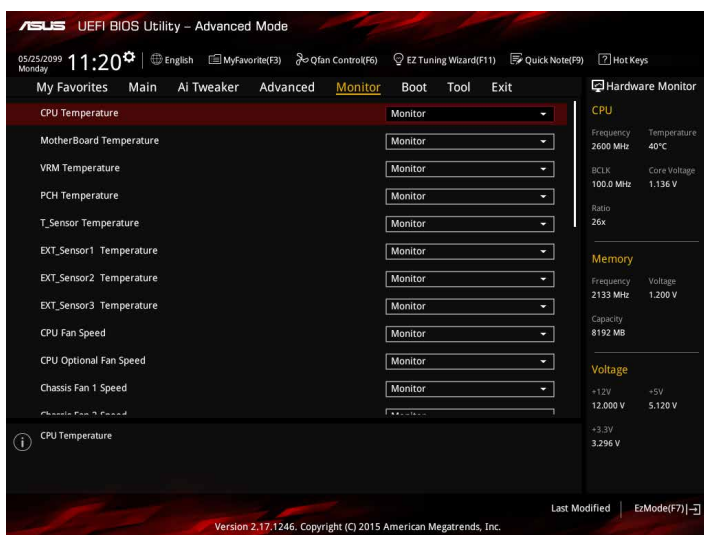 ASUS UEFI BIOS Utility – Advanced Mode
05/25/2099 Monday 11:20 English MyFavorite(F3) Qfan Control(F6) EZ Tuning Wizard(F11) Quick Note(F9) ? Hot Keys
My Favorites Main Ai Tweaker Advanced Monitor Boot Tool Exit
CPU Temperature Monitor
MotherBoard Temperature Monitor
VRM Temperature Monitor
PCH Temperature Monitor
T_Sensor Temperature Monitor
EXT_Sensor1 Temperature Monitor
EXT_Sensor2 Temperature Monitor
EXT_Sensor3 Temperature Monitor
CPU Fan Speed Monitor
CPU Optional Fan Speed Monitor
Chassis Fan 1 Speed Monitor
Chassis Fan 2 Speed Monitor
i CPU Temperature
Hardware Monitor
CPU
Frequency Temperature
2600 MHz 40°C
BCLK Core Voltage
100.0 MHz 1.136 V
Ratio
26x
Memory
Frequency Voltage
2133 MHz 1.200 V
Capacity
8192 MB
Voltage
+12V +5V
12.000 V 5.120 V
+3.3V
3.296 V
Last Modified EzMode(F7)
Version 2.17.1246. Copyright (C) 2015 American Megatrends, Inc.